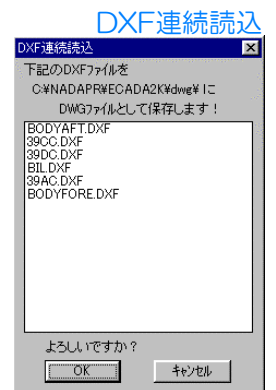 DXF連続読込
DXF連続読込
下記のDXFファイルを
C:¥NADAPR¥ECADA2K¥dwg¥ に
DWGファイルとして保存します！
BODYAFT.DXF
39CC.DXF
39DC.DXF
BIL.DXF
39AC.DXF
BODYFORE.DXF
よろしいですか？
OK
キャンセル